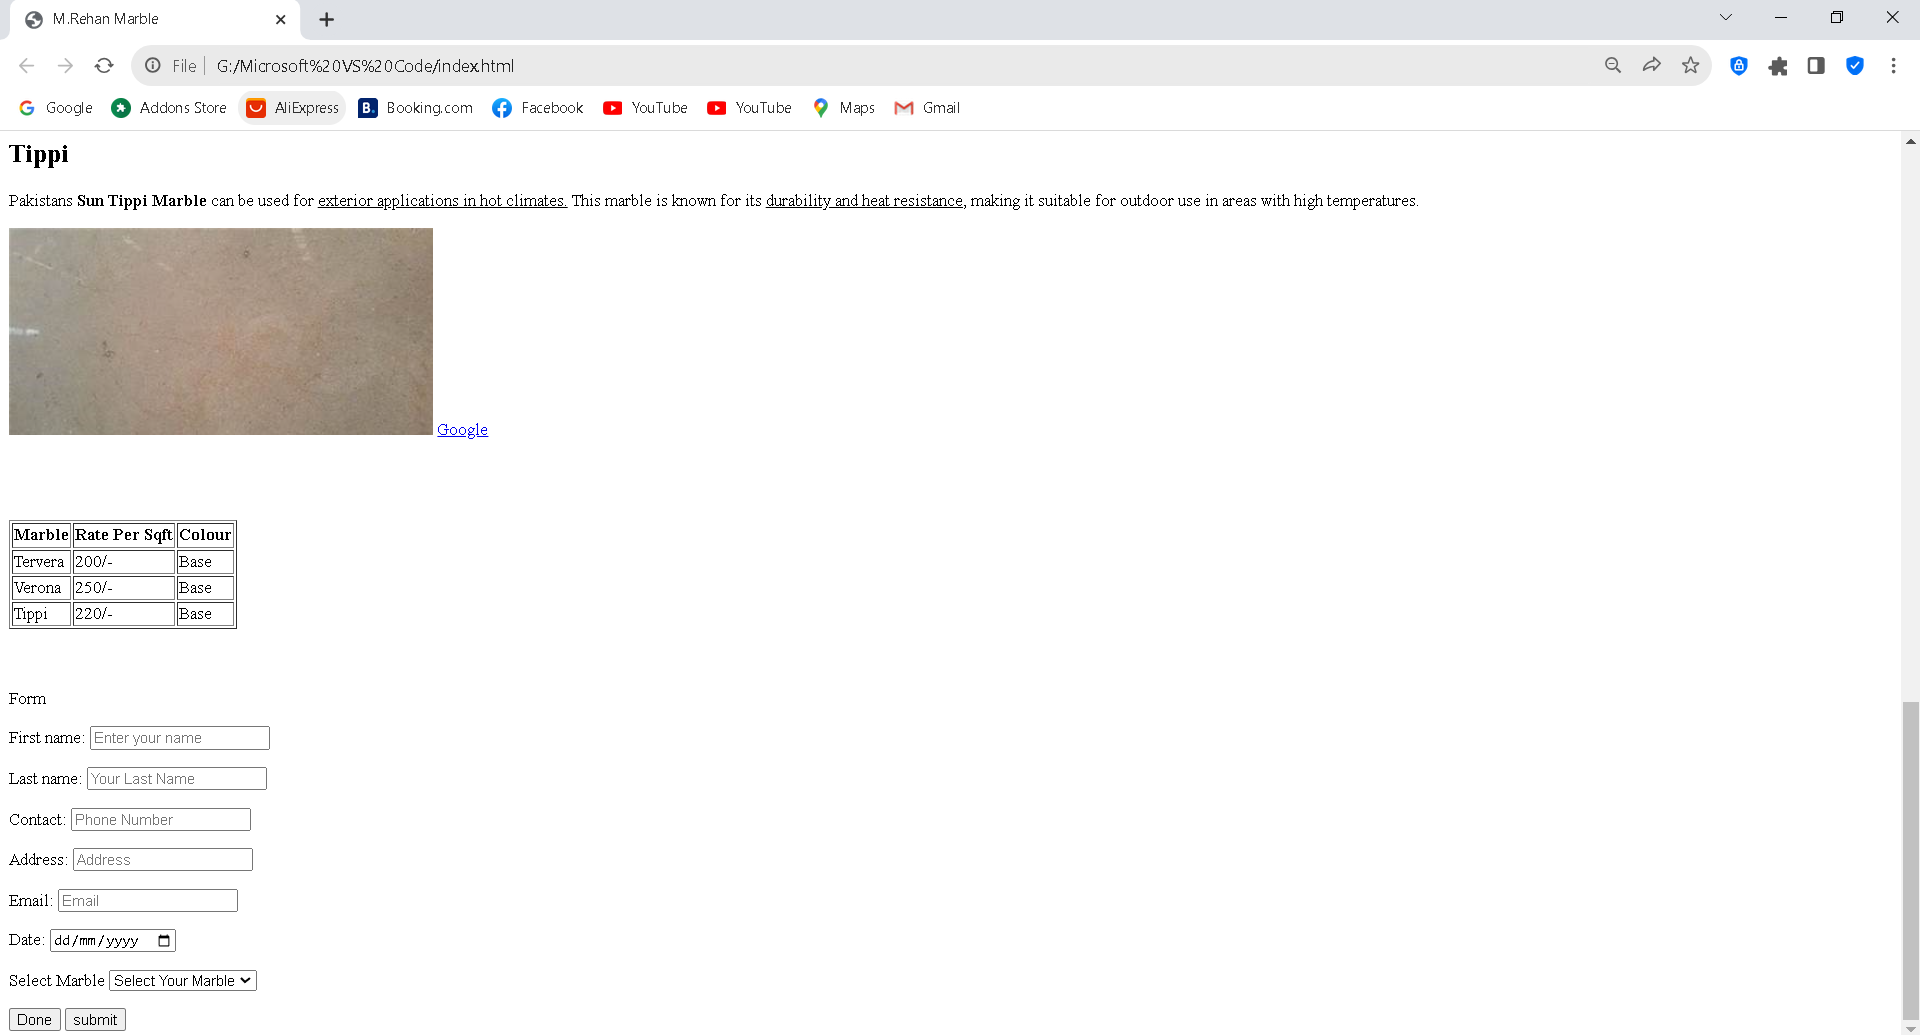 M.Rehan Marble
File G:/Microsoft%20VS%20Code/index.html
Google Addons Store AliExpress B. Booking.com Facebook YouTube YouTube Maps Gmail
Tippi
Pakistans Sun Tippi Marble can be used for exterior applications in hot climates. This marble is known for its durability and heat resistance, making it suitable for outdoor use in areas with high temperatures.
Google
Marble Rate Per Sqft Colour
Tervera 200/- Base
Verona 250/- Base
Tippi 220/- Base
Form
First name: Enter your name
Last name: Your Last Name
Contact: Phone Number
Address: Address
Email: Email
Date: dd/mm/yyyy
Select Marble Select Your Marble
Done submit